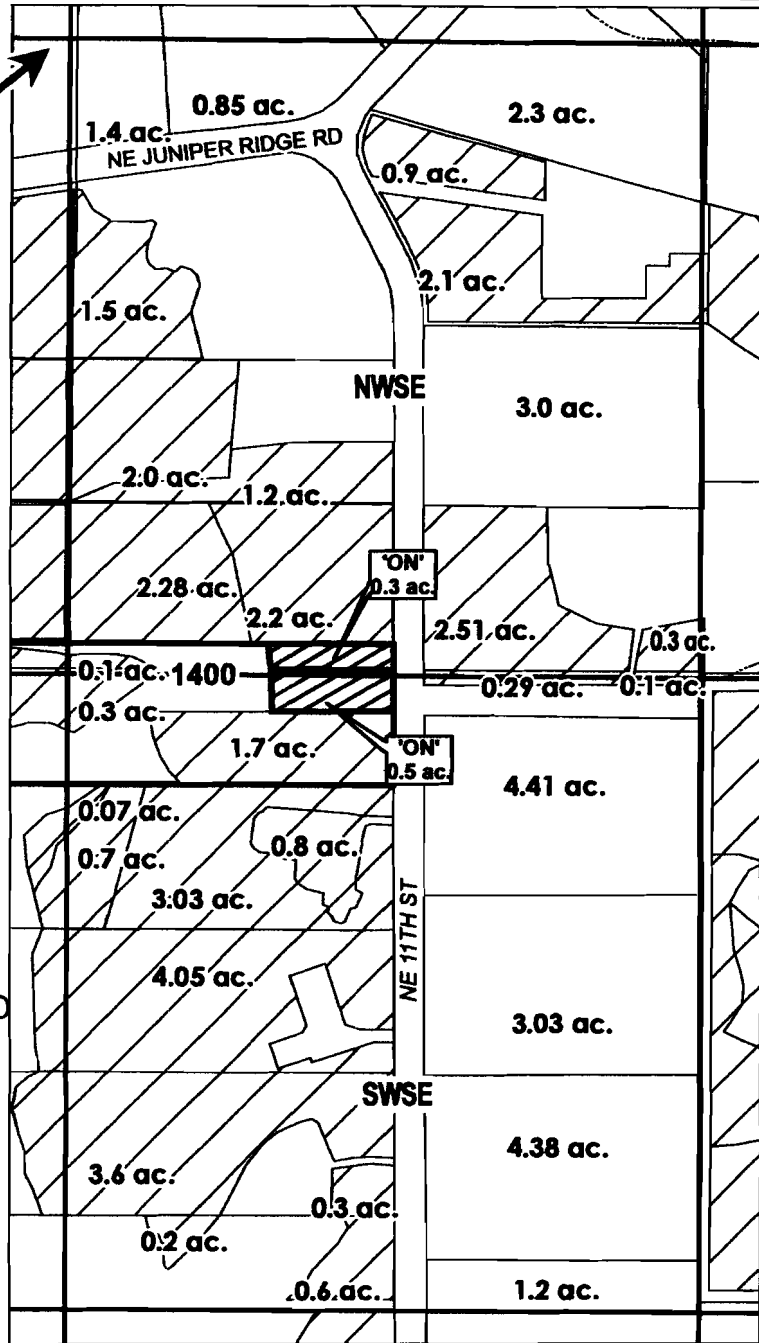 0.85 ac.
2.3 ac.
1.4 ac.
NE JUNIPER RIDGE RD
0.9 ac.
2.1 ac.
1.5 ac.
NWSE
3.0 ac.
2.0 ac.
1.2 ac.
'ON'
0.3 ac.
2.28 ac.
2.2 ac.
2.51 ac.
0.3 ac.
0.1 ac.
1400
0.29 ac.
0.1 ac.
0.3 ac.
1.7 ac.
'ON'
0.5 ac.
4.41 ac.
0.07 ac.
0.7 ac.
0.8 ac.
3.03 ac.
NE 11TH ST
4.05 ac.
3.03 ac.
SWSE
4.38 ac.
3.6 ac.
0.3 ac.
0.2 ac.
0.6 ac.
1.2 ac.